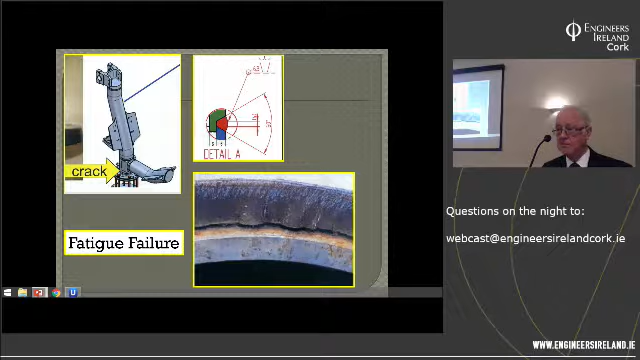 ENGINEERS
IRELAND
Cork
crack
DETAIL A
Fatigue Failure
Questions on the night to:
webcast@engineersirelandcork.ie
WWW.ENGINEERSIRELAND.IE